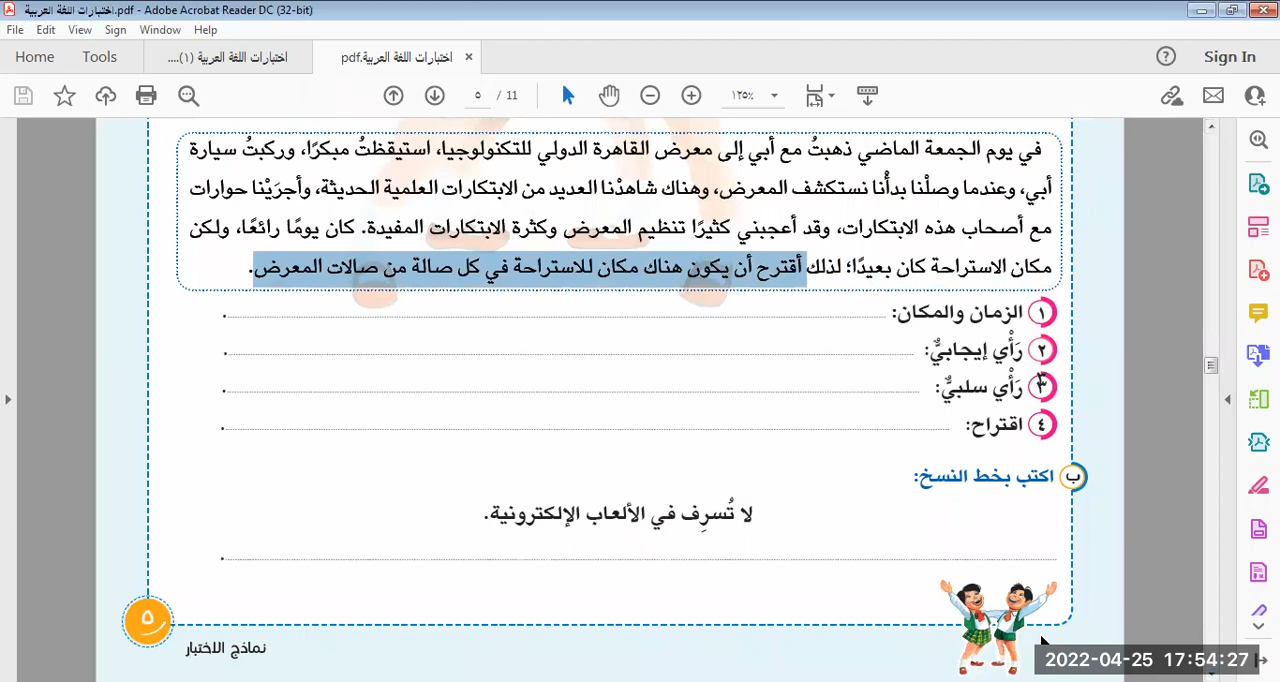 اختبارات اللغة العربية.pdf - Adobe Acrobat Reader DC (32-bit)
File Edit View Sign Window Help
Home Tools اختبارات اللغة العربية (١).... اختبارات اللغة العربية.pdf × Sign In
٥ / 11 ١٢٥%
في يوم الجمعة الماضي ذهبتُ مع أبي إلى معرض القاهرة الدولي للتكنولوجيا، استيقظتُ مبكرًا، وركبتُ سيارة
أبي، وعندما وصلْنا بدأْنا نستكشف المعرض، وهناك شاهدْنا العديد من الابتكارات العلمية الحديثة، وأجرَيْنا حوارات
مع أصحاب هذه الابتكارات، وقد أعجبني كثيرًا تنظيم المعرض وكثرة الابتكارات المفيدة. كان يومًا رائعًا، ولكن
مكان الاستراحة كان بعيدًا؛ لذلك أقترح أن يكون هناك مكان للاستراحة في كل صالة من صالات المعرض.
١ الزمان والمكان: .
٢ رَأْي إيجابيٌّ: .
٣ رَأْي سلبيٌّ: .
٤ اقتراح: .
ب اكتب بخط النسخ:
لا تُسرِف في الألعاب الإلكترونية.
.
٥
نماذج الاختبار
2022-04-25 17:54:27